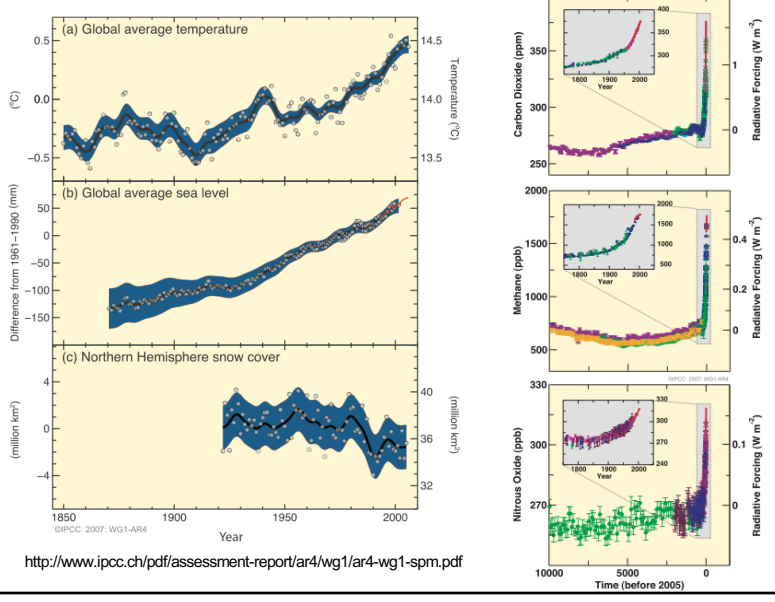 (a) Global average temperature
0.5
0.0
−0.5
(°C)
14.5
14.0
13.5
Temperature (°C)
(b) Global average sea level
50
0
−50
−100
−150
Difference from 1961–1990
(mm)
(c) Northern Hemisphere snow cover
4
0
−4
(million km²)
40
36
32
(million km²)
1850
1900
1950
2000
Year
©IPCC 2007: WG1-AR4
http://www.ipcc.ch/pdf/assessment-report/ar4/wg1/ar4-wg1-spm.pdf
Carbon Dioxide (ppm)
350
300
250
400
350
300
1800
1900
2000
Year
1
0
Radiative Forcing (W m⁻²)
Methane (ppb)
2000
1500
1000
500
2000
1500
1000
500
1800
1900
2000
Year
0.4
0.2
0
Radiative Forcing (W m⁻²)
©IPCC 2007: WG1-AR4
Nitrous Oxide (ppb)
330
300
270
330
300
270
240
1800
1900
2000
Year
0.1
0
Radiative Forcing (W m⁻²)
10000
5000
0
Time (before 2005)